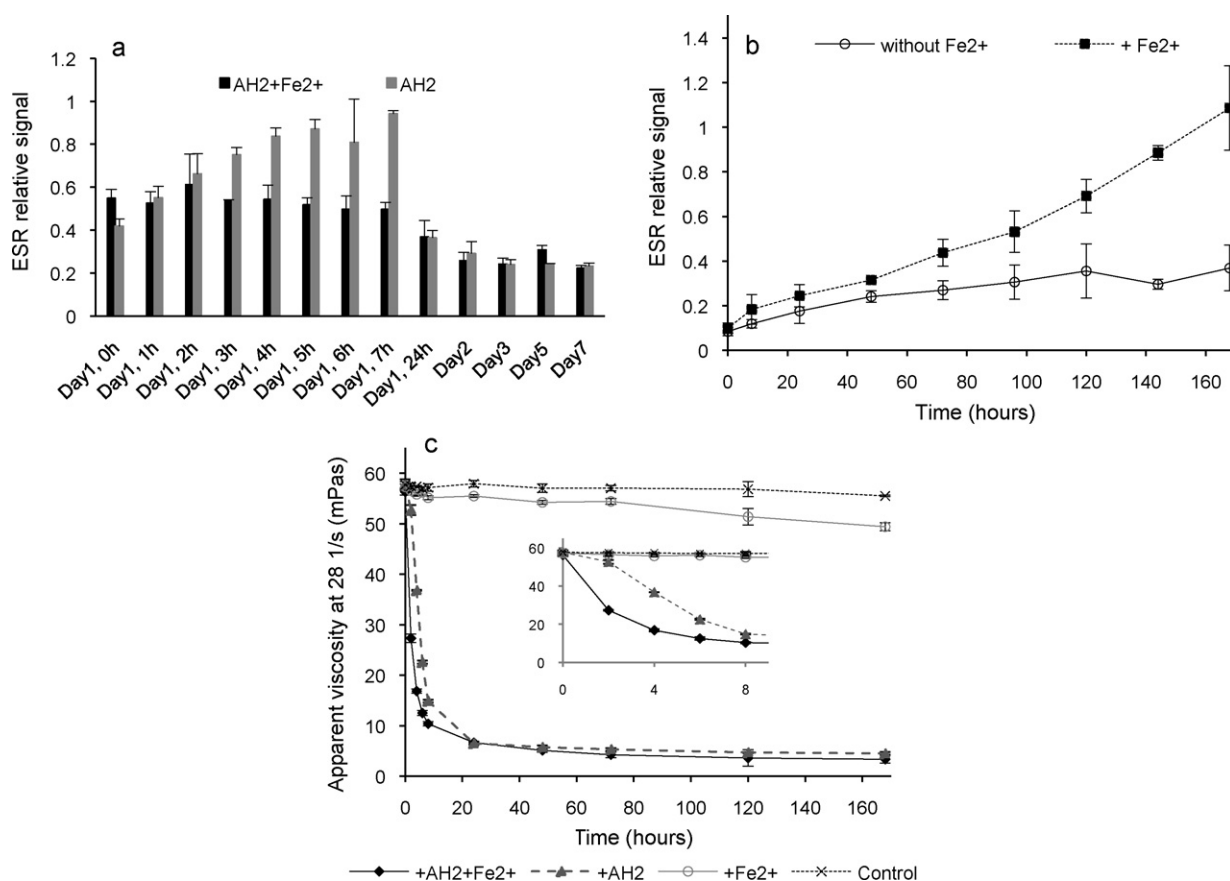 a
AH2+Fe2+ AH2
ESR relative signal
1.2
1
0.8
0.6
0.4
0.2
0
Day1, 0h
Day1, 1h
Day1, 2h
Day1, 3h
Day1, 4h
Day1, 5h
Day1, 6h
Day1, 7h
Day1, 24h
Day2
Day3
Day5
Day7
b
without Fe2+ + Fe2+
ESR relative signal
1.4
1.2
1
0.8
0.6
0.4
0.2
0
0 20 40 60 80 100 120 140 160
Time (hours)
c
Apparent viscosity at 28 1/s (mPas)
60
50
40
30
20
10
0
60
40
20
0
0 4 8
0 20 40 60 80 100 120 140 160
Time (hours)
+AH2+Fe2+ +AH2 +Fe2+ Control